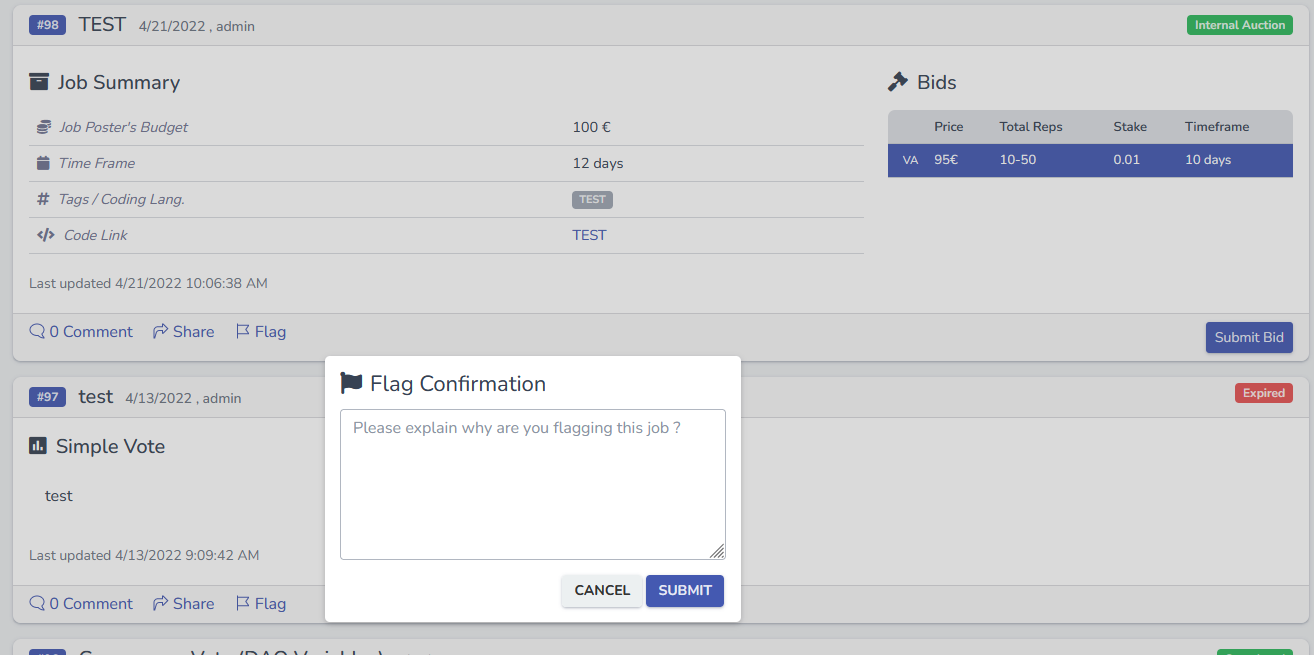 #98 TEST 4/21/2022 , admin Internal Auction
Job Summary
Job Poster's Budget 100 €
Time Frame 12 days
Tags / Coding Lang. TEST
Code Link TEST
Last updated 4/21/2022 10:06:38 AM
Bids
Price Total Reps Stake Timeframe
VA 95€ 10-50 0.01 10 days
0 Comment Share Flag Submit Bid
Flag Confirmation
Please explain why are you flagging this job ?
CANCEL SUBMIT
#97 test 4/13/2022 , admin Expired
Simple Vote
test
Last updated 4/13/2022 9:09:42 AM
0 Comment Share Flag